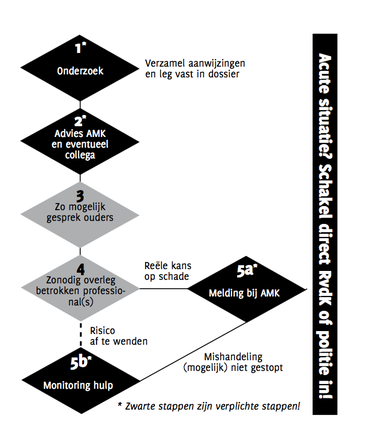 1*
Onderzoek
Verzamel aanwijzingen
en leg vast in dossier
2*
Advies AMK
en eventueel
collega
3
Zo mogelijk
gesprek ouders
4
Zonodig overleg
betrokken professio-
nal(s)
Reële kans
op schade
5a*
Melding bij AMK
Risico
af te wenden
5b*
Monitoring hulp
Mishandeling
(mogelijk) niet gestopt
* Zwarte stappen zijn verplichte stappen!
Acute situatie? Schakel direct RvdK of politie in!